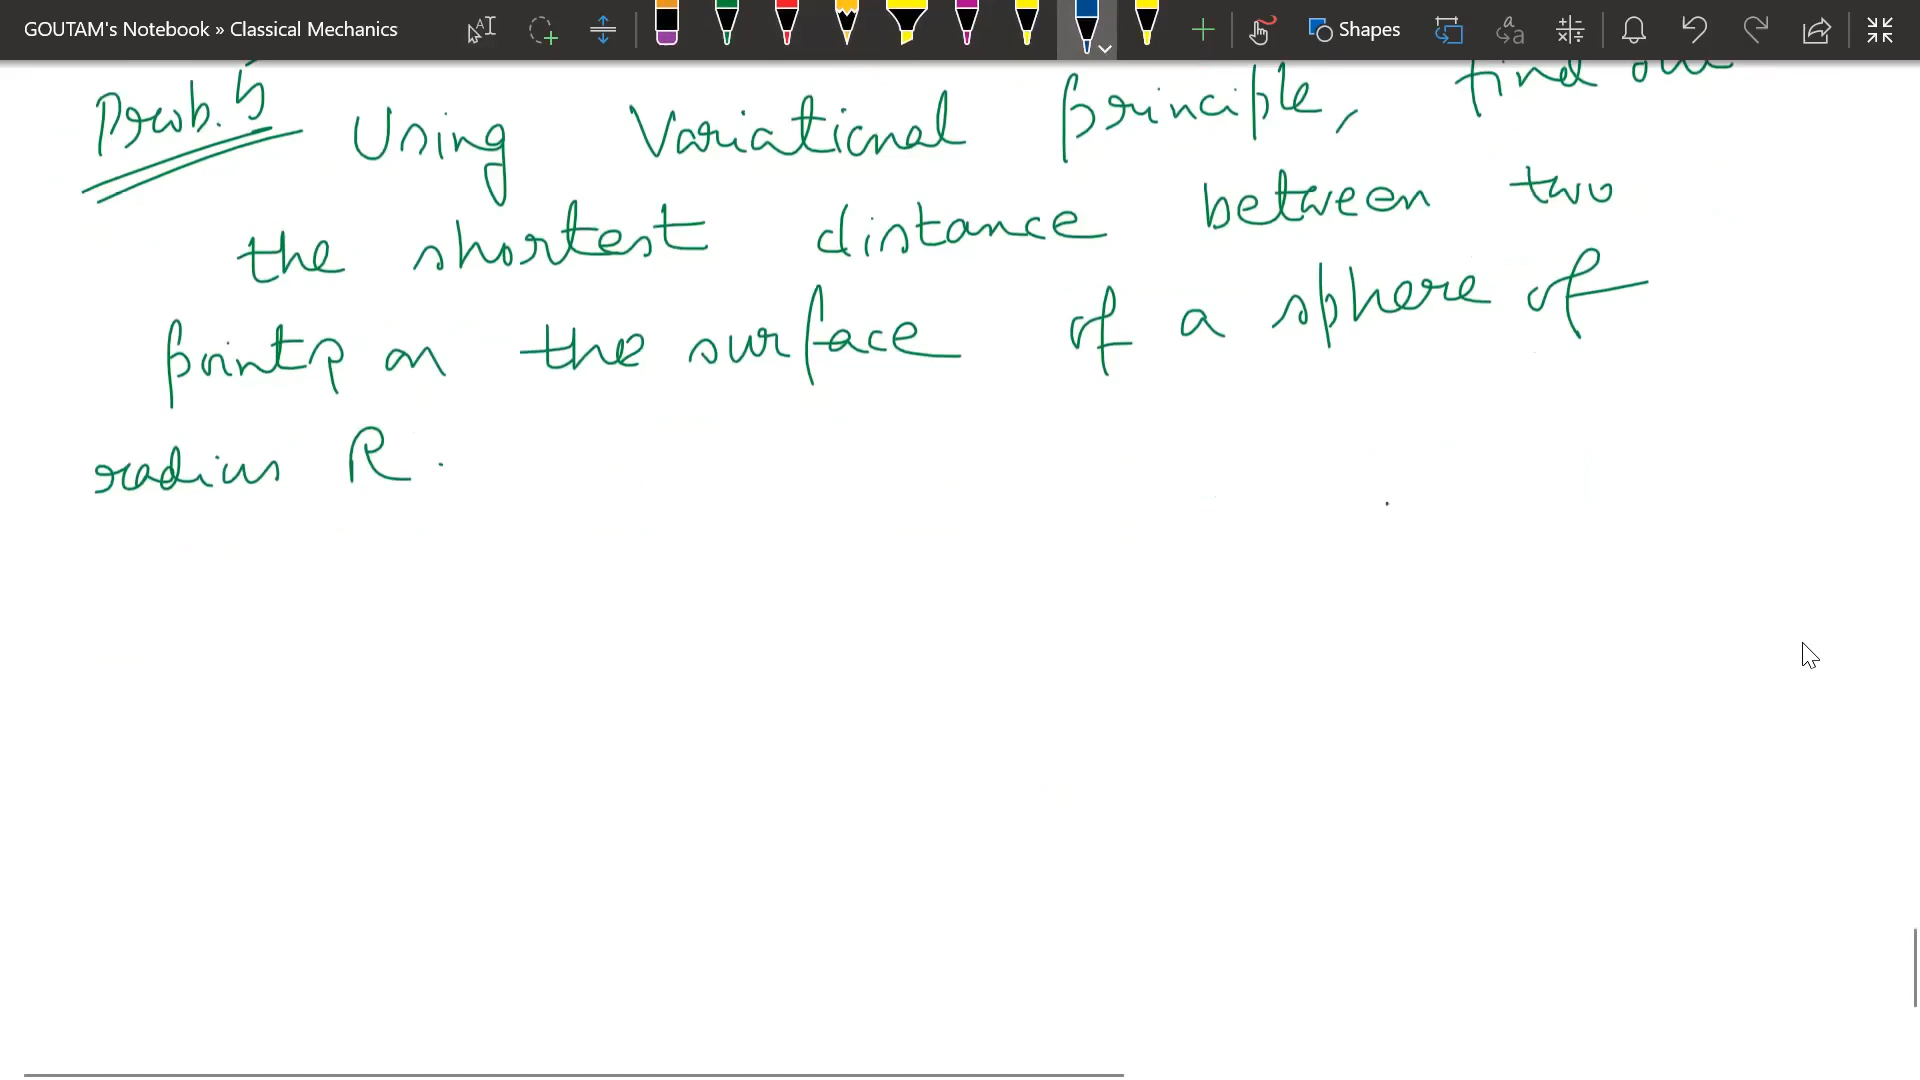 GOUTAM's Notebook » Classical Mechanics
Shapes
Prob. 5 Using Variational principle, find out
the shortest distance between two
points on the surface of a sphere of
radius R.